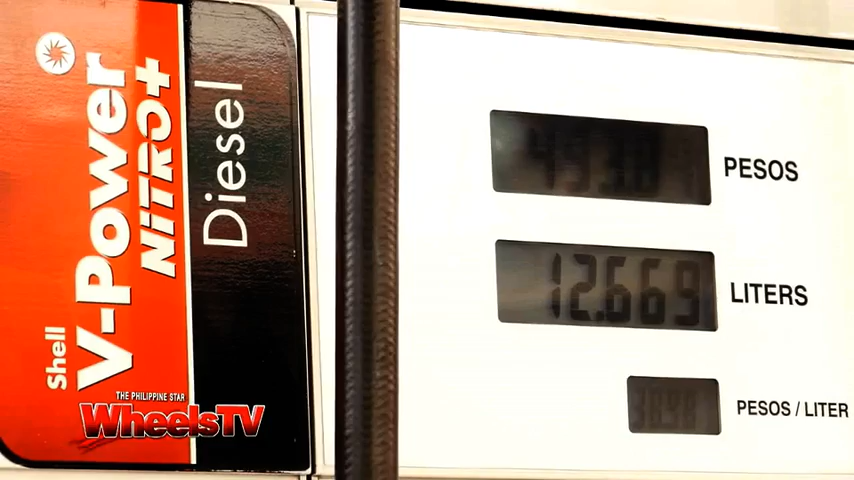 Shell
V-Power
NiTRO+
Diesel
PESOS
12.669
LITERS
PESOS / LITER
THE PHILIPPINE STAR
WheelsTV